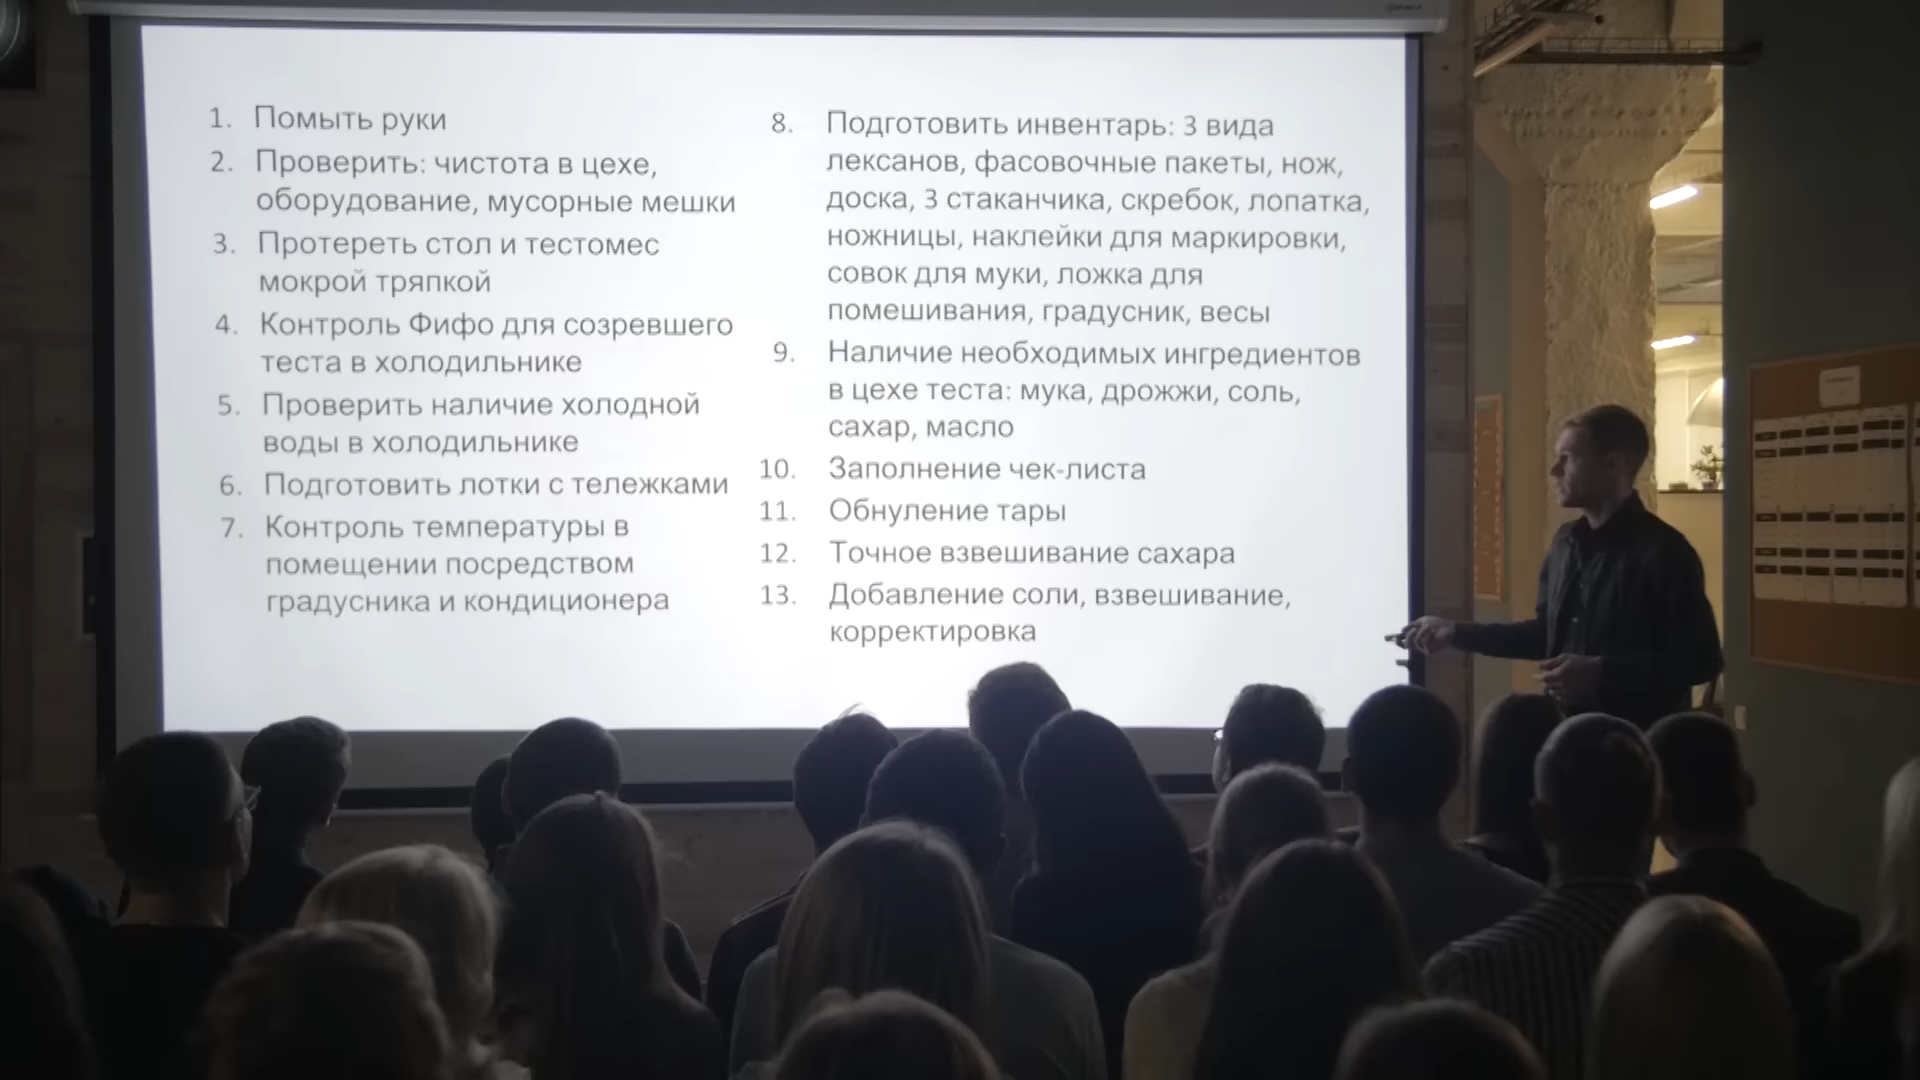 1. Помыть руки
2. Проверить: чистота в цехе,
оборудование, мусорные мешки
3. Протереть стол и тестомес
мокрой тряпкой
4. Контроль Фифо для созревшего
теста в холодильнике
5. Проверить наличие холодной
воды в холодильнике
6. Подготовить лотки с тележками
7. Контроль температуры в
помещении посредством
градусника и кондиционера
8. Подготовить инвентарь: 3 вида
лексанов, фасовочные пакеты, нож,
доска, 3 стаканчика, скребок, лопатка,
ножницы, наклейки для маркировки,
совок для муки, ложка для
помешивания, градусник, весы
9. Наличие необходимых ингредиентов
в цехе теста: мука, дрожжи, соль,
сахар, масло
10. Заполнение чек-листа
11. Обнуление тары
12. Точное взвешивание сахара
13. Добавление соли, взвешивание,
корректировка